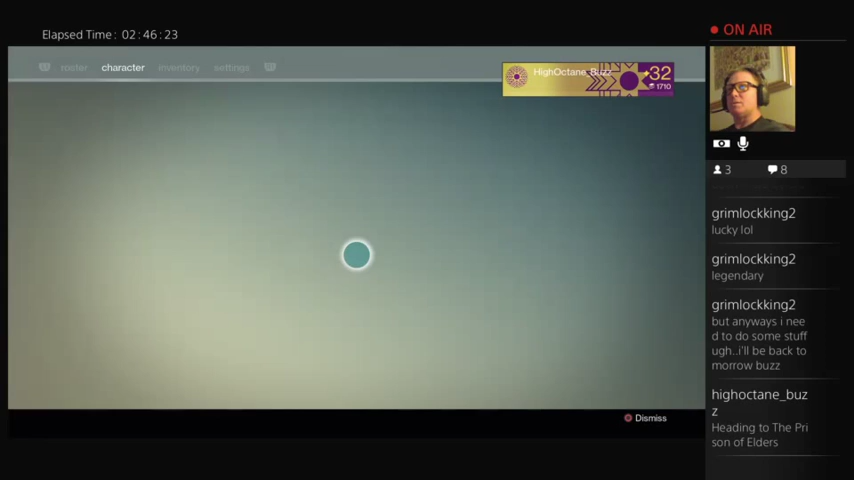 Elapsed Time: 02:46:23
ON AIR
roster character inventory settings
HighOctane_Buzz
32
1710
3 8
grimlockking2
lucky lol
grimlockking2
legendary
grimlockking2
but anyways i nee
d to do some stuff
ugh..i'll be back to
morrow buzz
highoctane_buz
z
Heading to The Pri
son of Elders
Dismiss